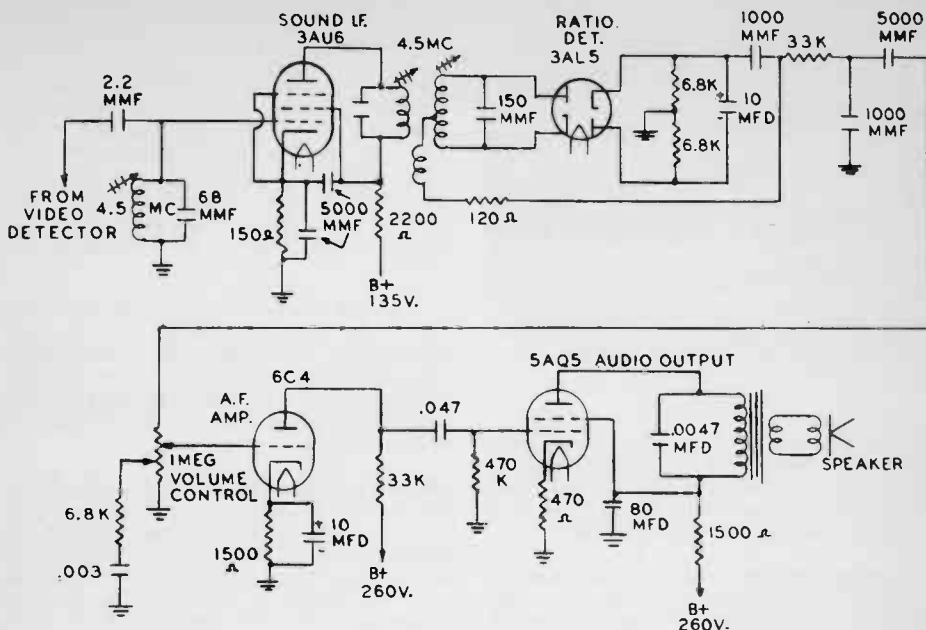 SOUND I.F.
3AU6
4.5MC
RATIO
DET.
3AL5
1000
MMF
33K
5000
MMF
2.2
MMF
150
MMF
6.8K
6.8K
10
MFD
1000
MMF
FROM
VIDEO
DETECTOR
4.5 MC
68
MMF
150Ω
5000
MMF
2200
Ω
120Ω
B+
135V.
5AQ5 AUDIO OUTPUT
6C4
A.F.
AMP.
.047
.0047
MFD
SPEAKER
1MEG
VOLUME
CONTROL
33K
470
K
470
Ω
80
MFD
1500Ω
6.8K
10
MFD
1500
Ω
.003
B+
260V.
B+
260V.